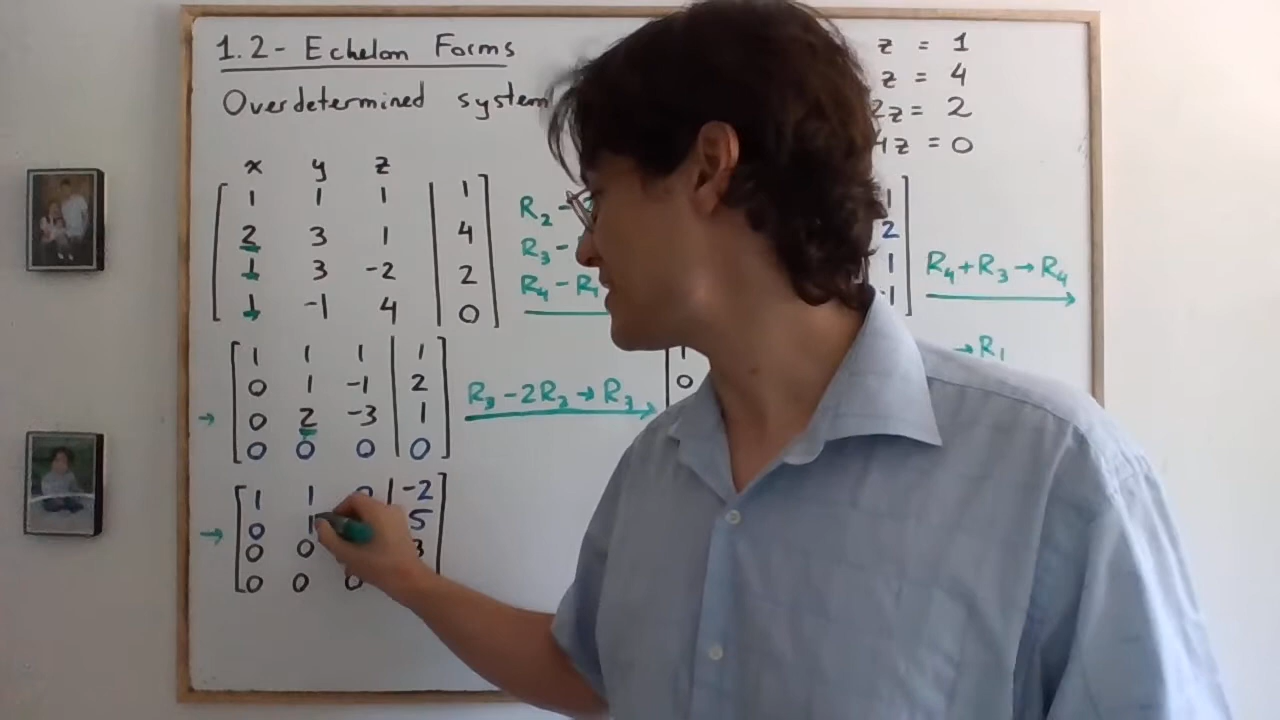 1.2 - Echelon Forms
Overdetermined system
z = 1
z = 4
2z = 2
4z = 0
x y z
1 1 1 | 1
2 3 1 | 4
1 3 -2 | 2
1 -1 4 | 0
R2 -
R3 -
R4 - R1
1
2
1
-1
R4 + R3 → R4
1 1 1 | 1
0 1 -1 | 2
→ 0 2 -3 | 1
0 0 0 | 0
R3 - 2R2 → R3
0
→ R1
1 1 0 | -2
→ 0 1 5
0 0 3
0 0 0